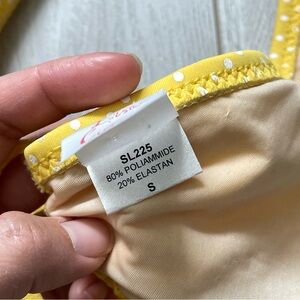 SL225
80% POLIAMMIDE
20% ELASTAN
S